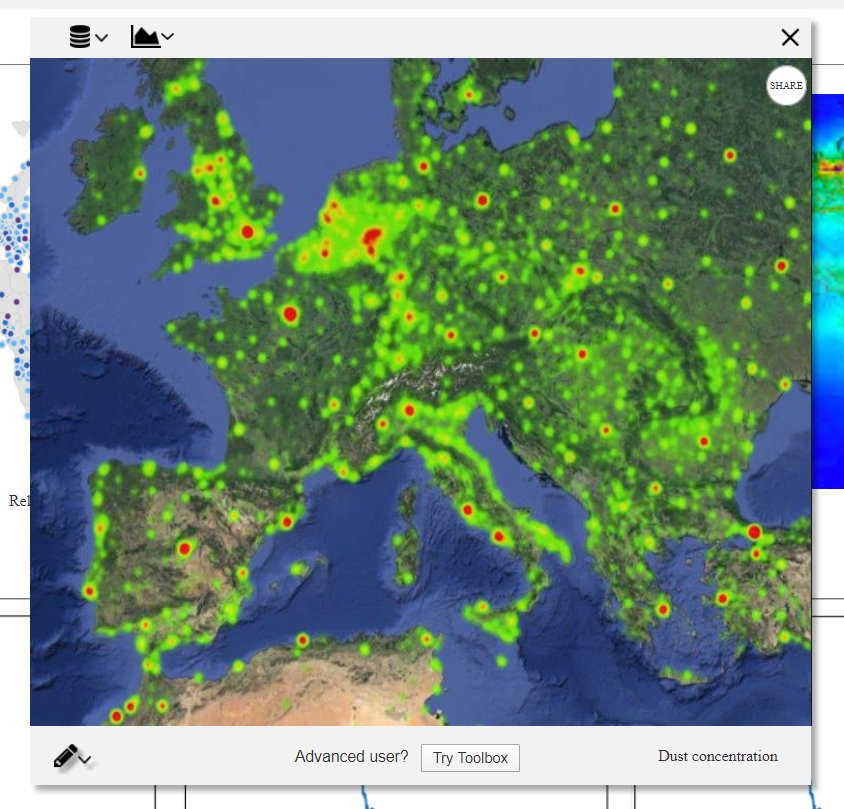 SHARE
Rel
Advanced user? Try Toolbox Dust concentration